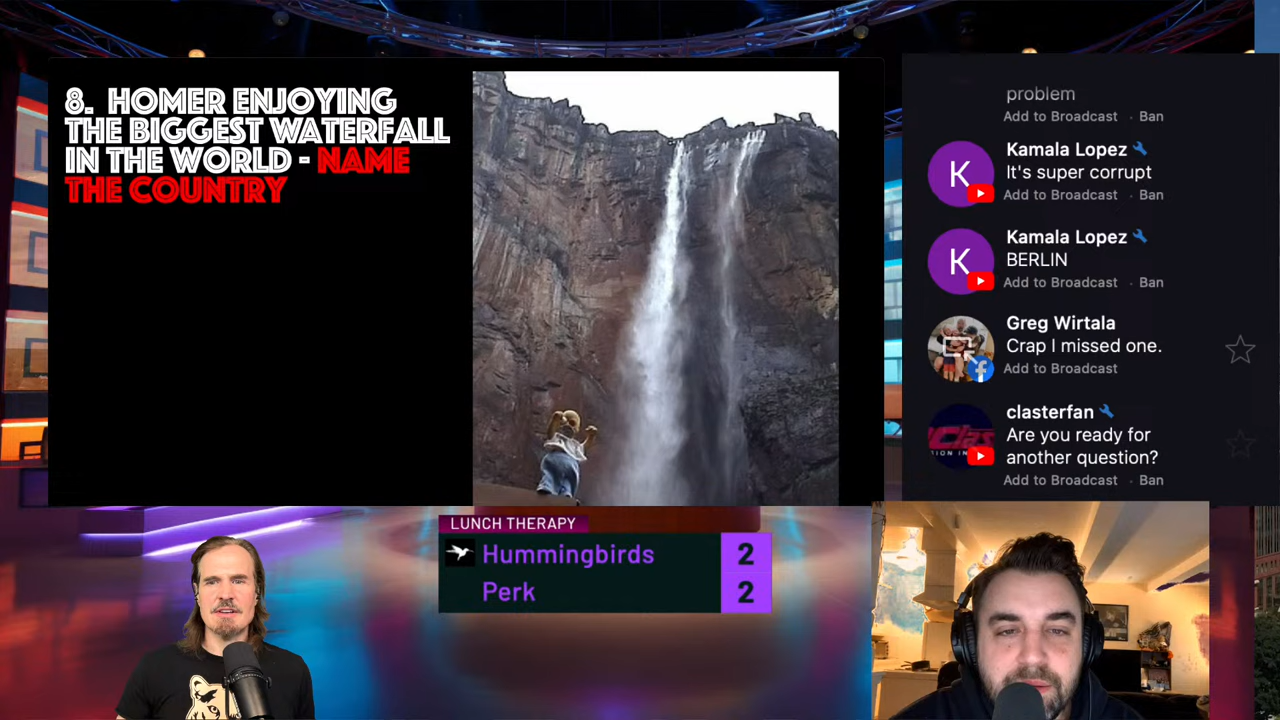 8. HOMER ENJOYING
THE BIGGEST WATERFALL
IN THE WORLD - NAME
THE COUNTRY
problem
Add to Broadcast · Ban
K
Kamala Lopez
It's super corrupt
Add to Broadcast · Ban
K
Kamala Lopez
BERLIN
Add to Broadcast · Ban
Greg Wirtala
Crap I missed one.
Add to Broadcast
clasterfan
Are you ready for
another question?
Add to Broadcast · Ban
LUNCH THERAPY
Hummingbirds 2
Perk 2